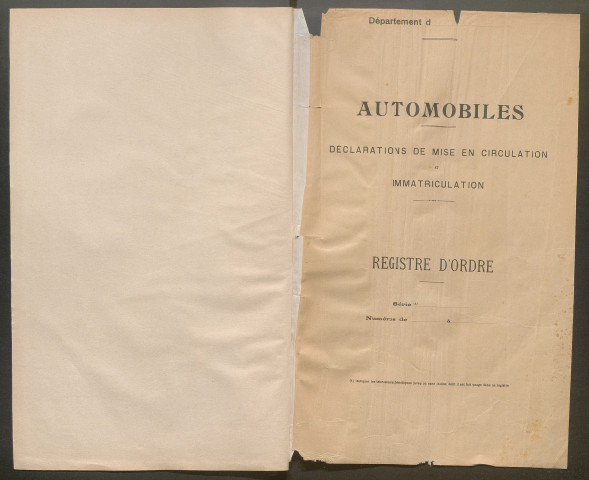 Département d
AUTOMOBILES
DÉCLARATIONS DE MISE EN CIRCULATION
ET
IMMATRICULATION
REGISTRE D'ORDRE
Série
Numéros de à